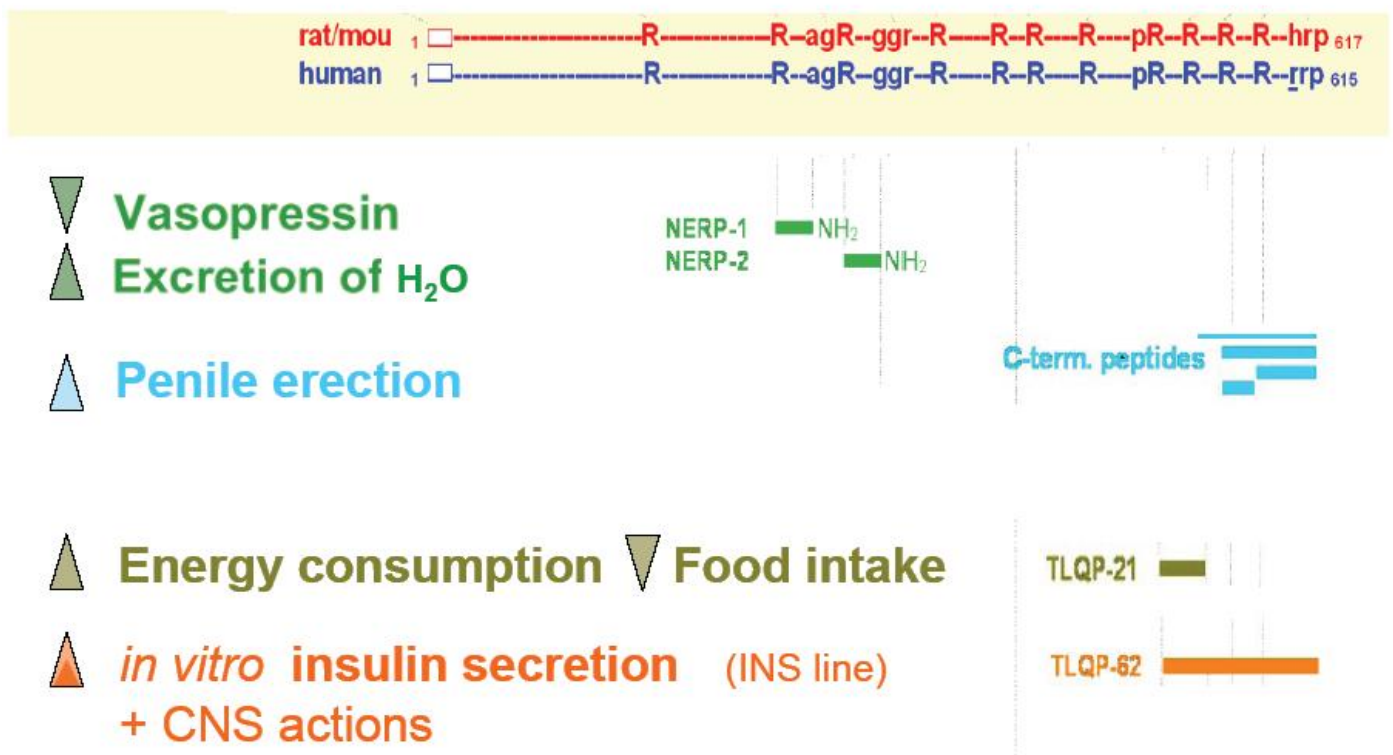 rat/mou 1 □----------------------R-------------R--agR--ggr--R-----R--R----R----pR--R--R--R--hrp 617
human 1 □----------------------R-------------R--agR--ggr--R-----R--R----R----pR--R--R--R--rrp 615
Vasopressin
NERP-1 NH₂
NERP-2 NH₂
Excretion of H₂O
C-term. peptides
Penile erection
Energy consumption Food intake
TLQP-21
in vitro insulin secretion (INS line)
TLQP-62
+ CNS actions